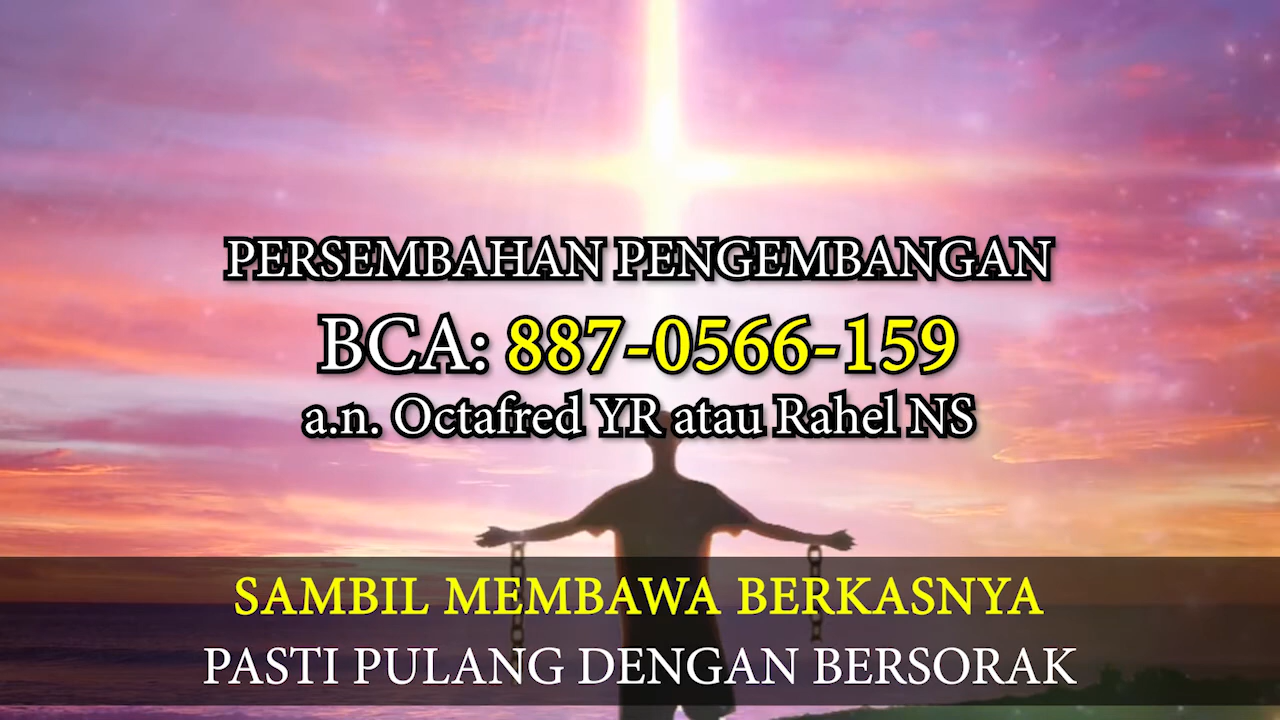 PERSEMBAHAN PENGEMBANGAN
BCA: 887-0566-159
a.n. Octafred YR atau Rahel NS
SAMBIL MEMBAWA BERKASNYA
PASTI PULANG DENGAN BERSORAK